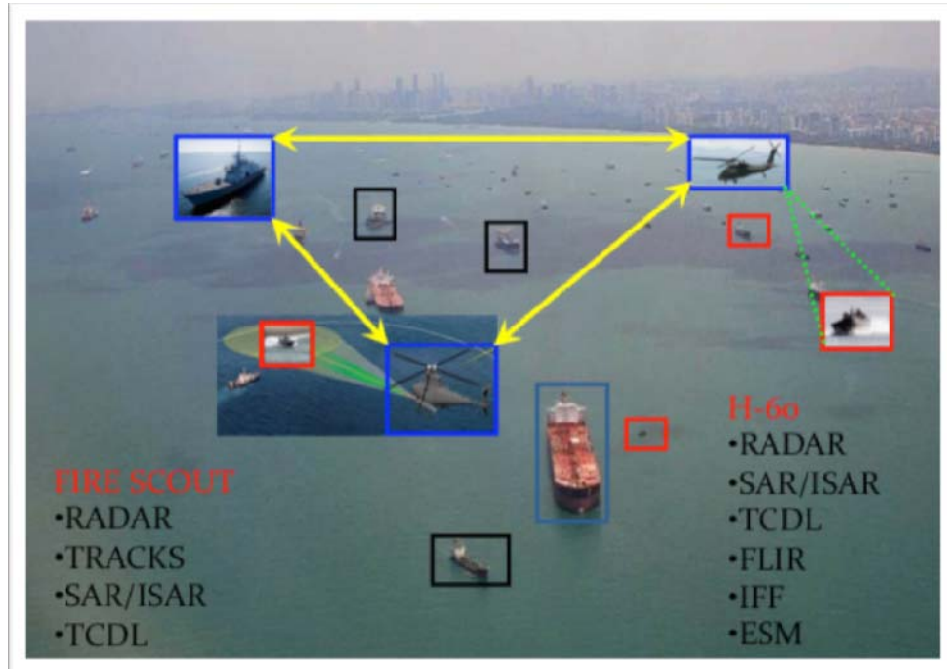 FIRE SCOUT
•RADAR
•TRACKS
•SAR/ISAR
•TCDL
H-60
•RADAR
•SAR/ISAR
•TCDL
•FLIR
•IFF
•ESM